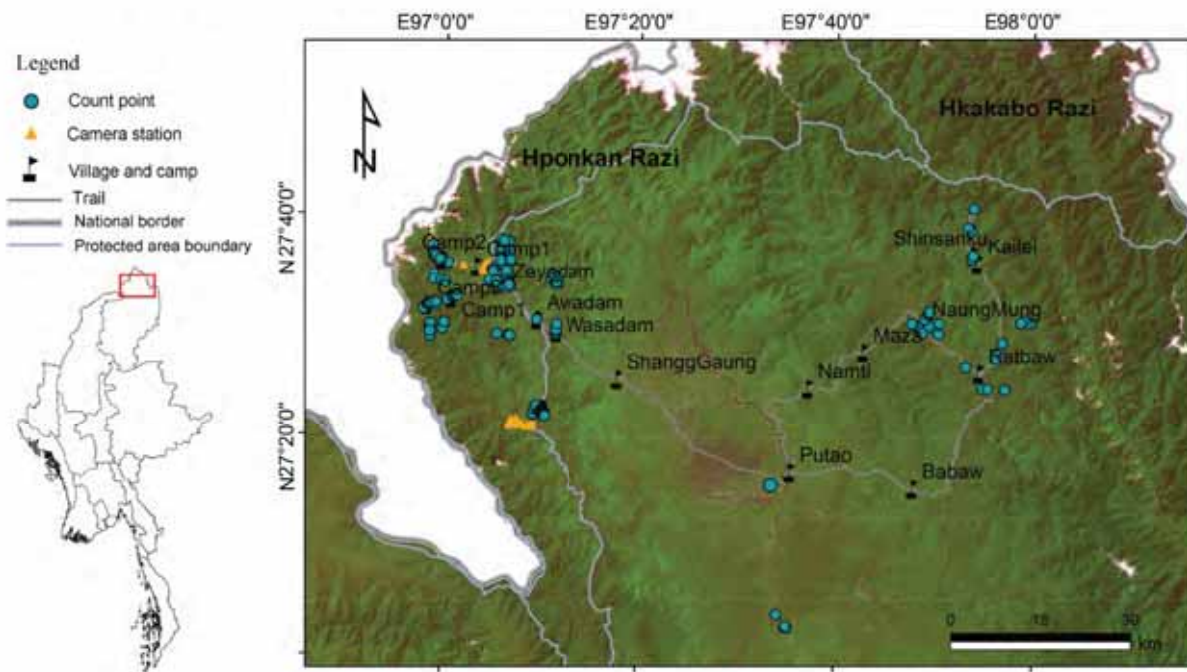 E97°0'0" E97°20'0" E97°40'0" E98°0'0"
Legend
Count point
Camera station
Village and camp
Trail
National border
Protected area boundary
N
Hkakabo Razi
Hponkan Razi
N27°40'0"
Camp2
Camp1
Shinsanku
Kailei
Zeyadam
Camp1
Awadam
Wasadam
NaungMung
Maza
ShanggGaung
Namti
Ratbaw
N27°20'0"
Putao
Babaw
0 15 30
km